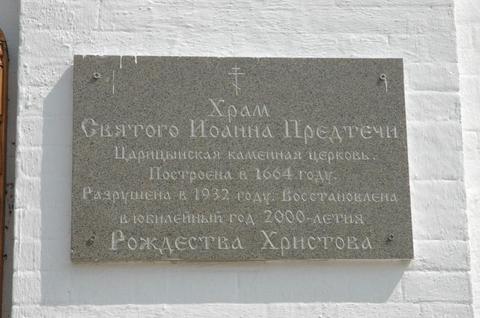 Храм
Святого Иоанна Предтечи
Царицынская каменная церковь.
Построена в 1664 году.
Разрушена в 1932 году. Восстановлена
в юбилейный год 2000-летия
Рождества Христова